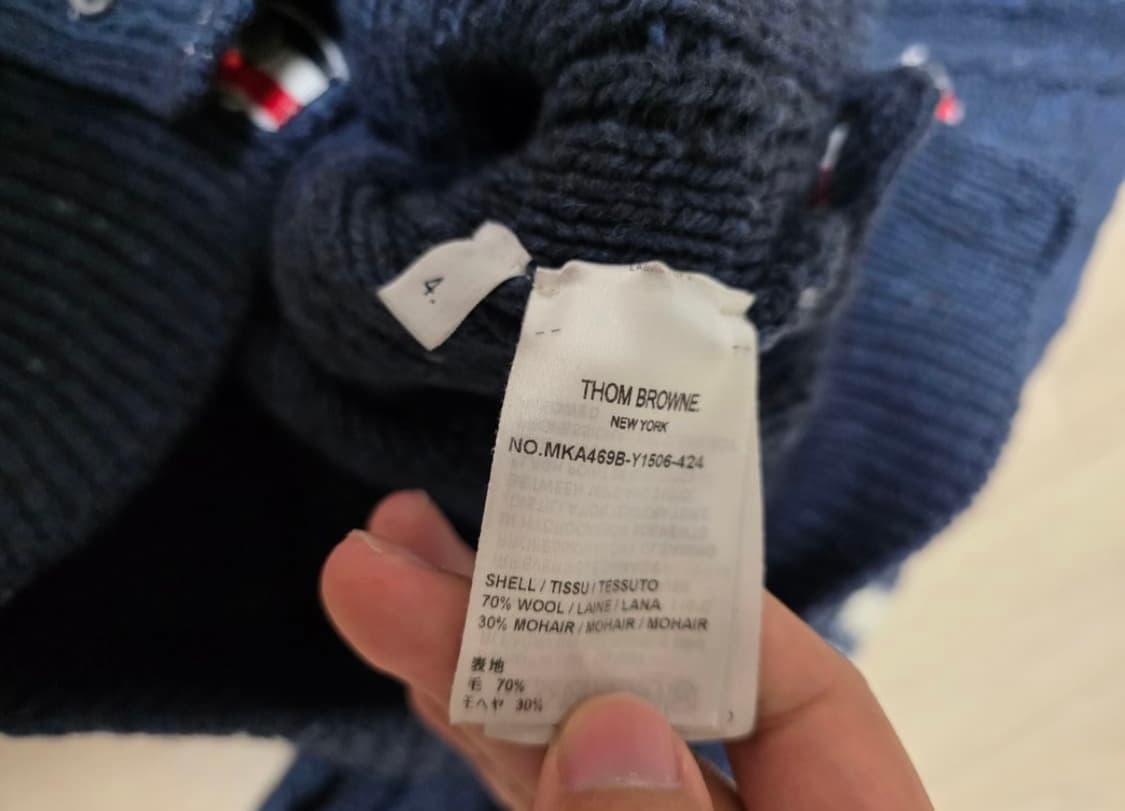 4.
THOM BROWNE.
NEW YORK
NO.MKA469B-Y1506-424
SHELL / TISSU / TESSUTO
70% WOOL / LAINE / LANA
30% MOHAIR / MOHAIR / MOHAIR
表地
毛 70%
モヘヤ 30%